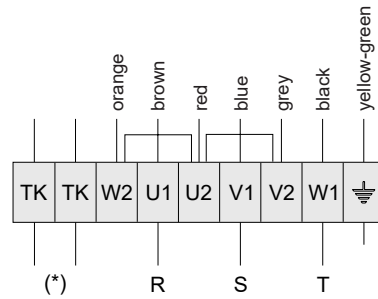 orange
brown
red
blue
grey
black
yellow-green
TK TK W2 U1 U2 V1 V2 W1
(*) R S T